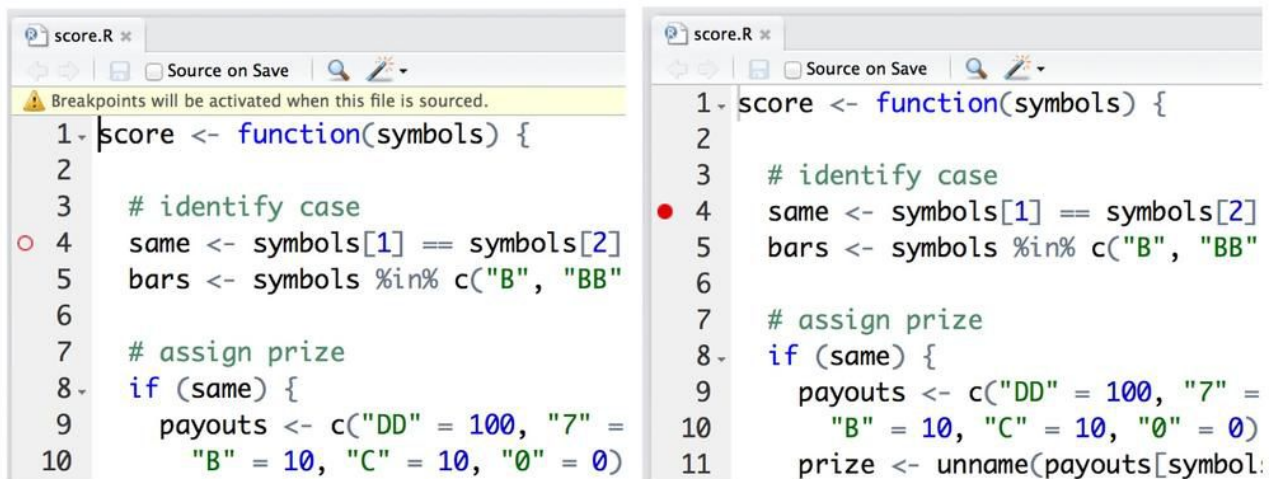 score.R
Source on Save
Breakpoints will be activated when this file is sourced.
1 score <- function(symbols) {
2
3 # identify case
4 same <- symbols[1] == symbols[2]
5 bars <- symbols %in% c("B", "BB"
6
7 # assign prize
8 if (same) {
9 payouts <- c("DD" = 100, "7" =
10 "B" = 10, "C" = 10, "0" = 0)
score.R
Source on Save
1 score <- function(symbols) {
2
3 # identify case
4 same <- symbols[1] == symbols[2]
5 bars <- symbols %in% c("B", "BB"
6
7 # assign prize
8 if (same) {
9 payouts <- c("DD" = 100, "7" =
10 "B" = 10, "C" = 10, "0" = 0)
11 prize <- unname(payouts[symbol